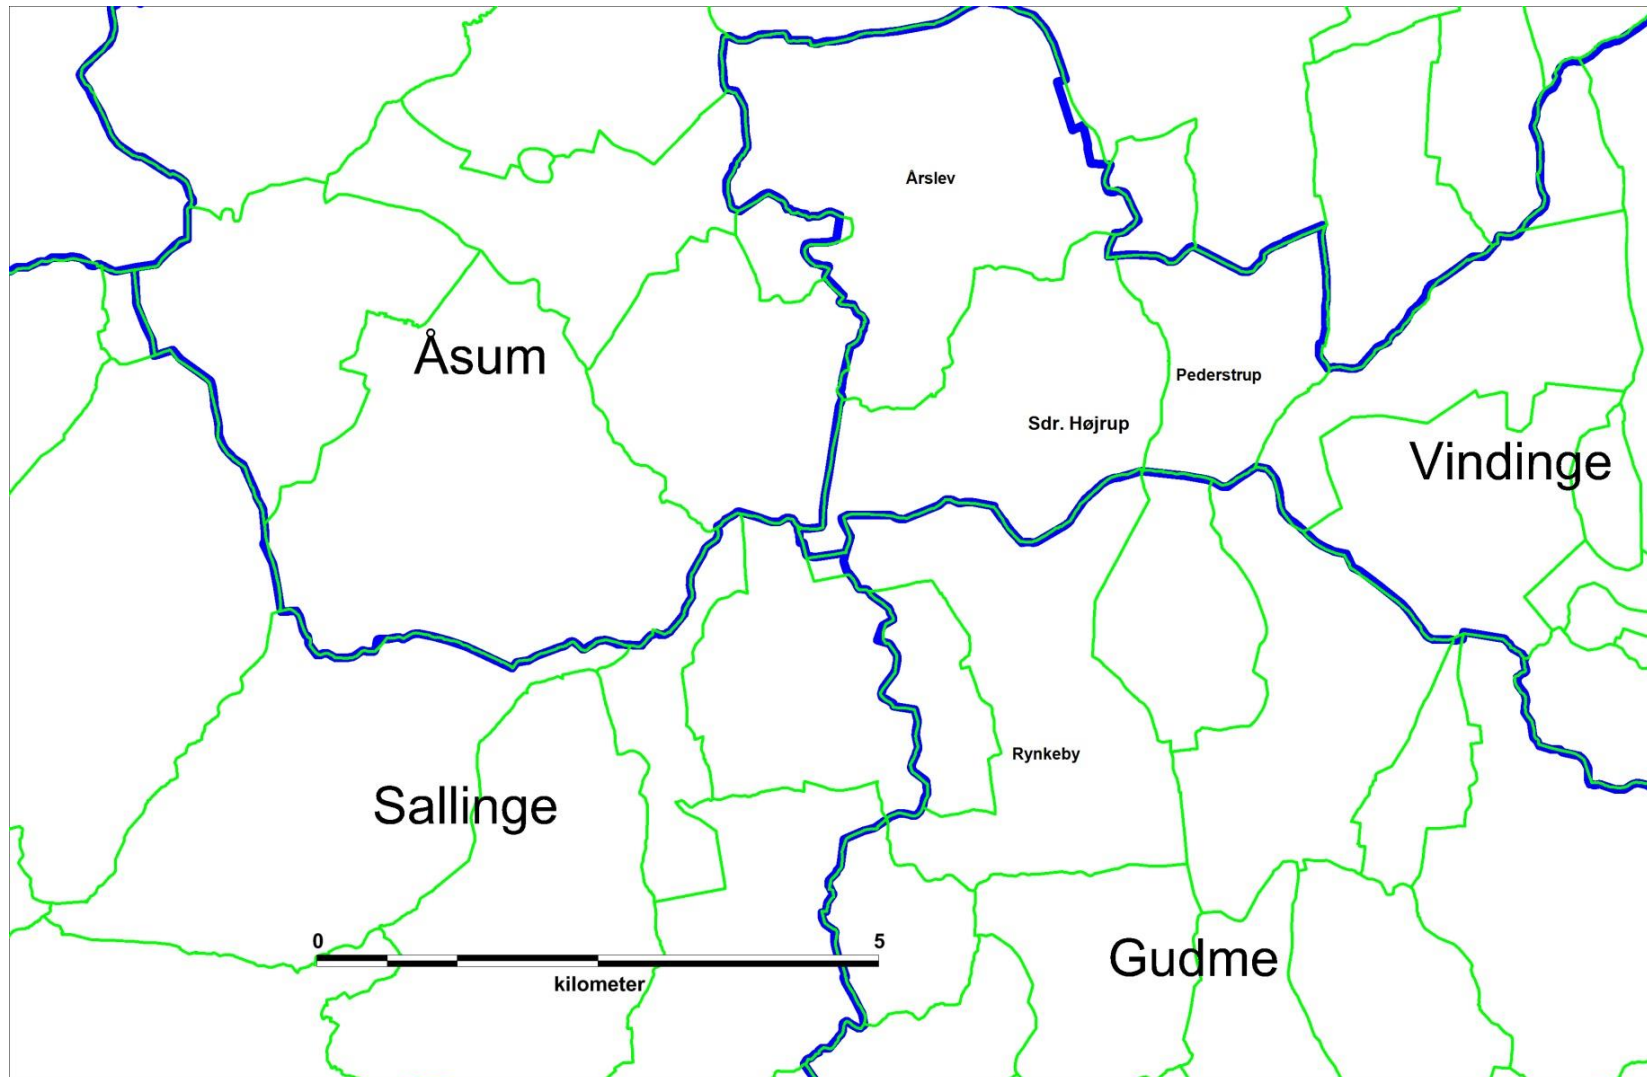 Årslev
Åsum
Pederstrup
Sdr. Højrup
Vindinge
Rynkeby
Sallinge
0 5
kilometer
Gudme